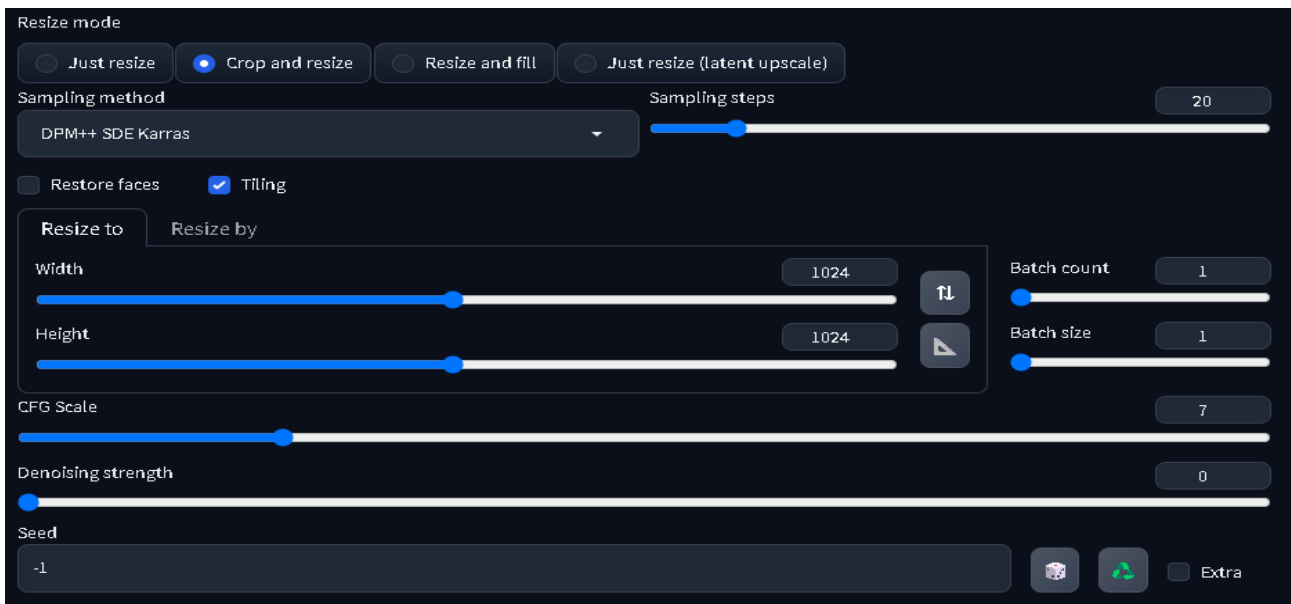 Resize mode
Just resize
Crop and resize
Resize and fill
Just resize (latent upscale)
Sampling method
Sampling steps
20
DPM++ SDE Karras
Restore faces
Tiling
Resize to
Resize by
Width
1024
Batch count
1
Height
1024
Batch size
1
CFG Scale
7
Denoising strength
0
Seed
-1
Extra